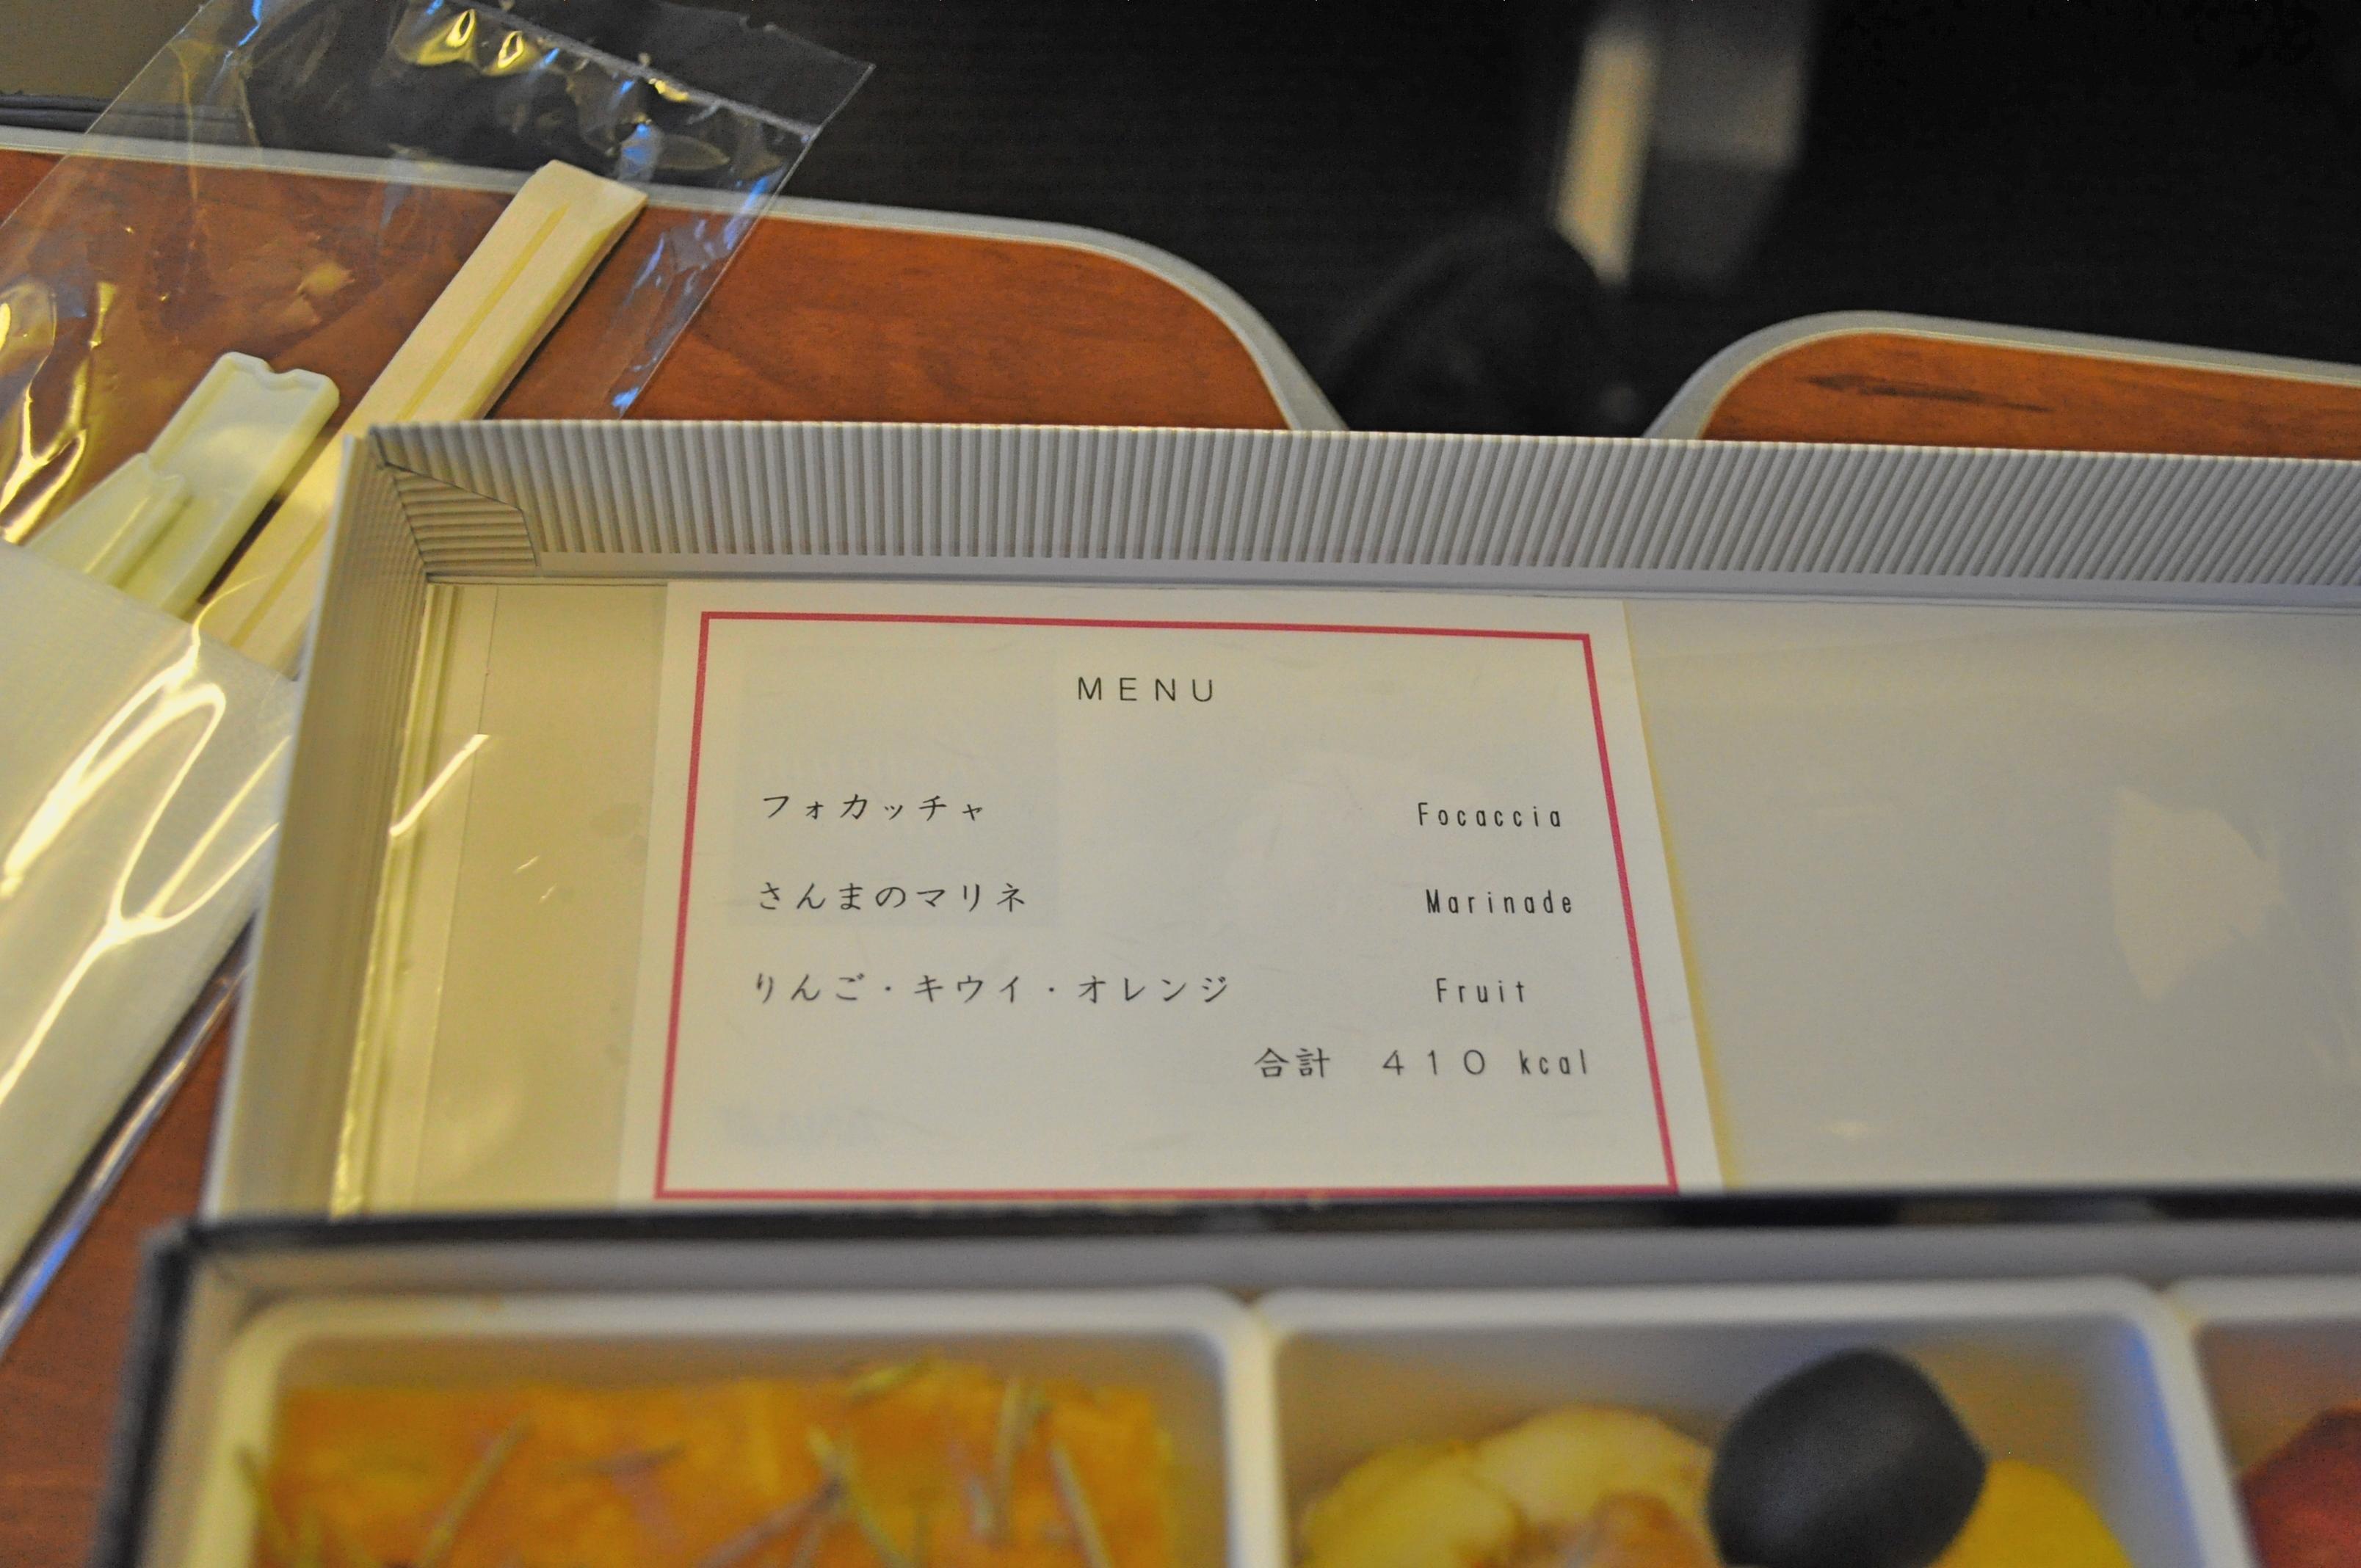 MENU
フォカッチャ Focaccia
さんまのマリネ Marinade
りんご・キウイ・オレンジ Fruit
合計 410 kcal